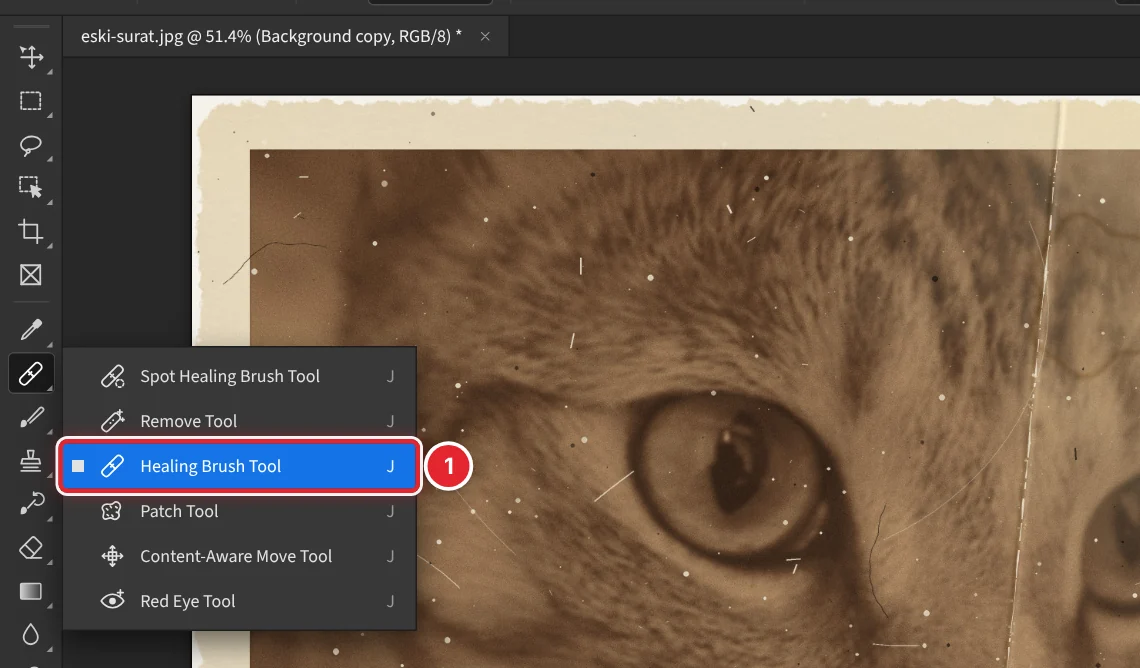 eski-surat.jpg @ 51.4% (Background copy, RGB/8) * ×
Spot Healing Brush Tool J
Remove Tool J
Healing Brush Tool J
1
Patch Tool J
Content-Aware Move Tool J
Red Eye Tool J